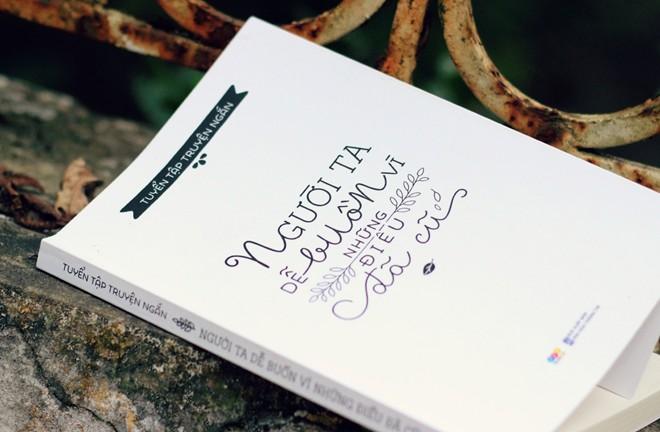 TUYỂN TẬP TRUYỆN NGẮN
NGƯỜI TA
DỄ buồn VÌ
NHỮNG
ĐIỀU
đã cũ
TUYỂN TẬP TRUYỆN NGẮN NGƯỜI TA DỄ BUỒN VÌ NHỮNG ĐIỀU ĐÃ